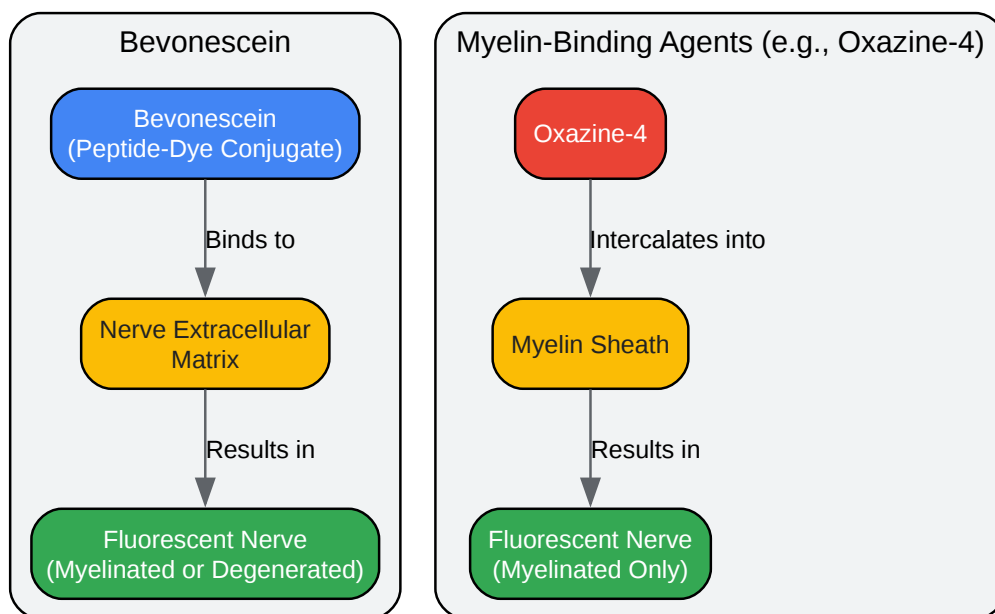 Bevonescein
Bevonescein
(Peptide-Dye Conjugate)
Binds to
Nerve Extracellular
Matrix
Results in
Fluorescent Nerve
(Myelinated or Degenerated)
Myelin-Binding Agents (e.g., Oxazine-4)
Oxazine-4
Intercalates into
Myelin Sheath
Results in
Fluorescent Nerve
(Myelinated Only)